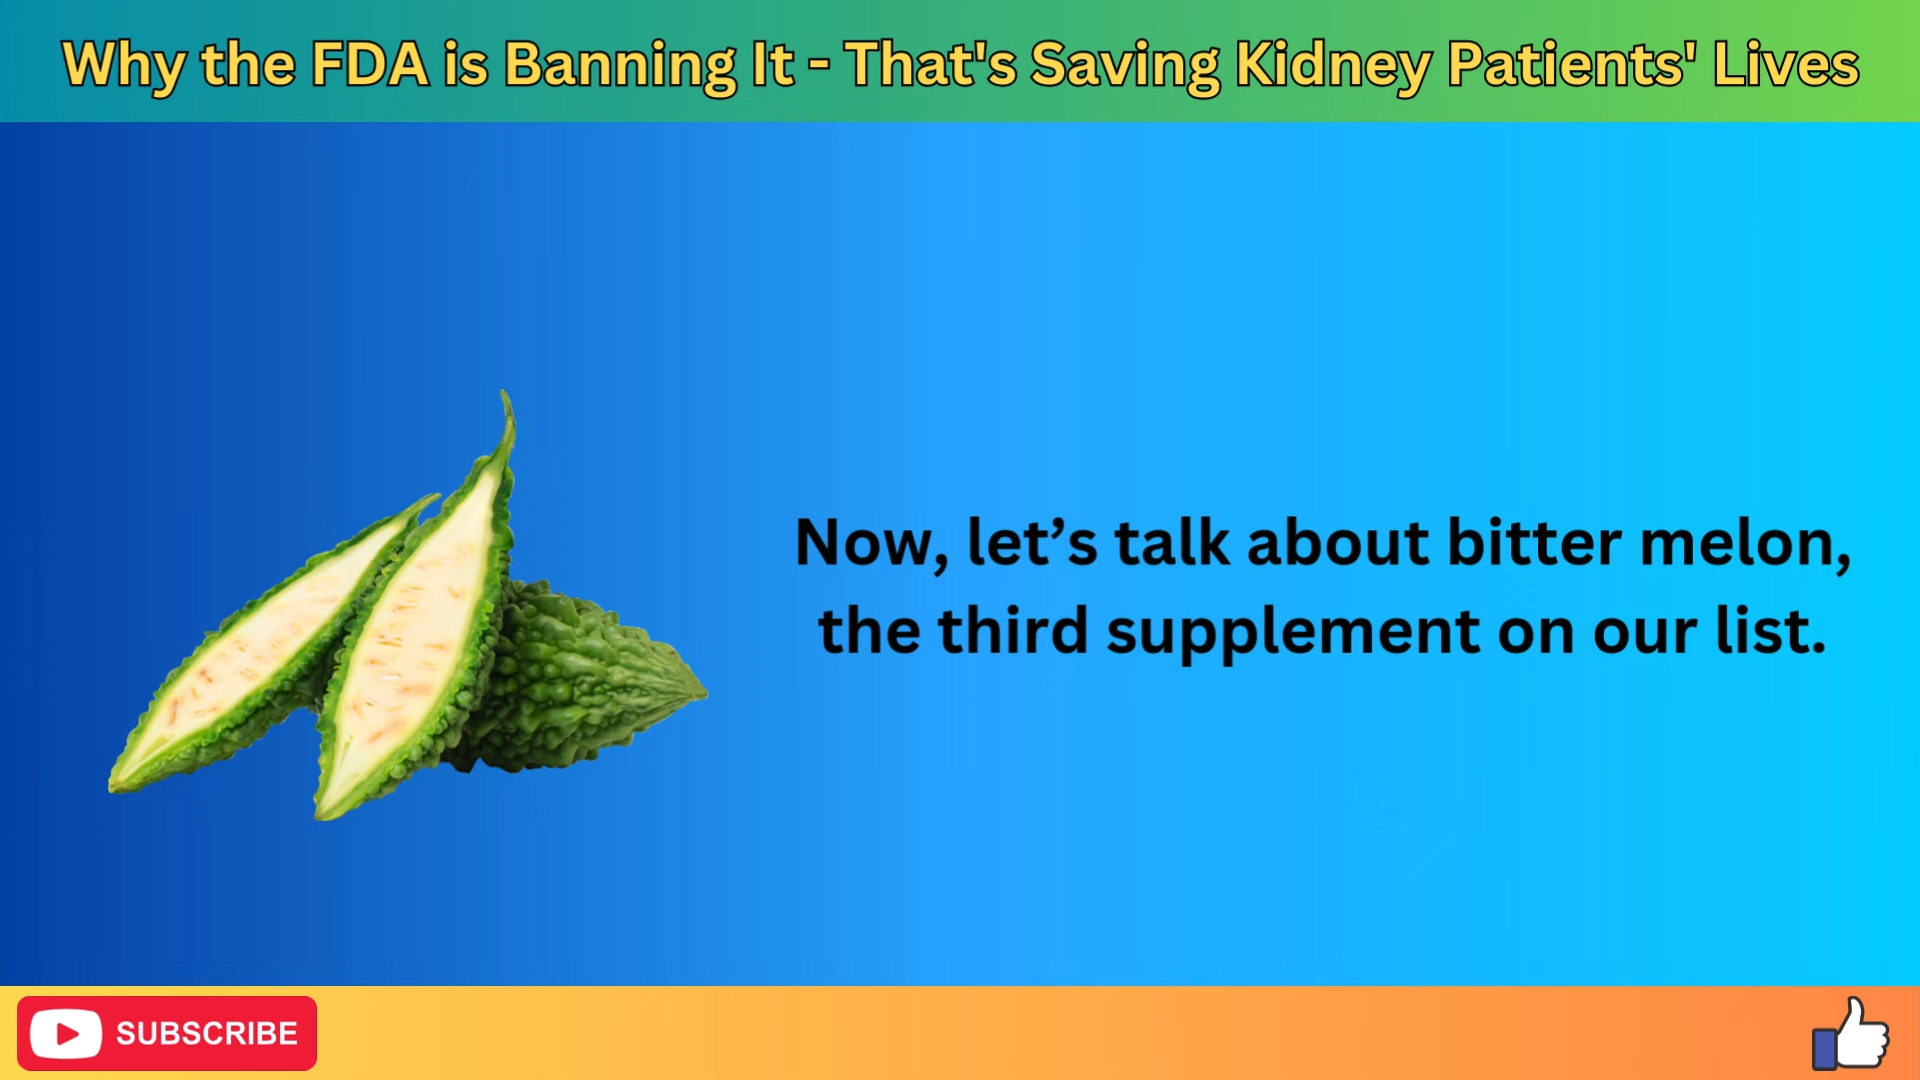 Why the FDA is Banning It - That's Saving Kidney Patients' Lives
Now, let’s talk about bitter melon,
the third supplement on our list.
SUBSCRIBE